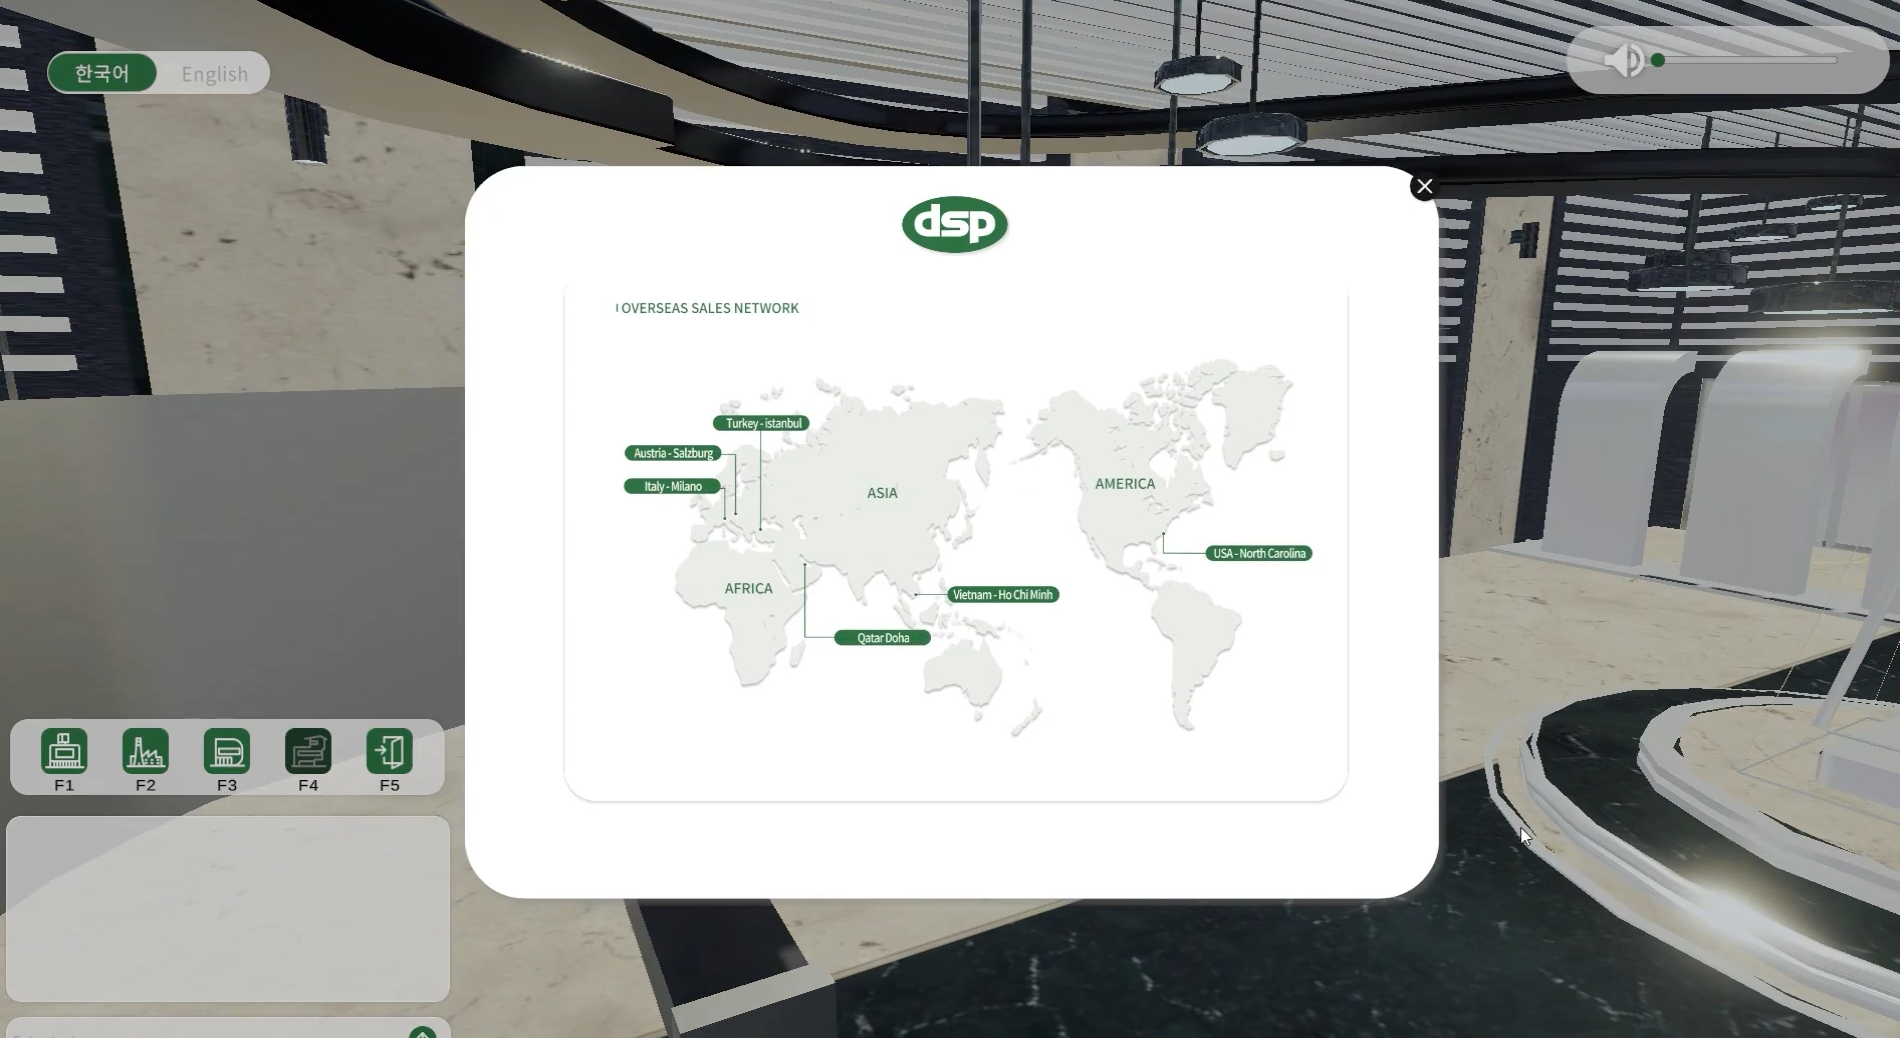 한국어 English
dsp
OVERSEAS SALES NETWORK
Turkey - istanbul
Austria - Salzburg
Italy - Milano
ASIA
AMERICA
USA - North Carolina
AFRICA
Vietnam - Ho Chi Minh
Qatar Doha
F1 F2 F3 F4 F5